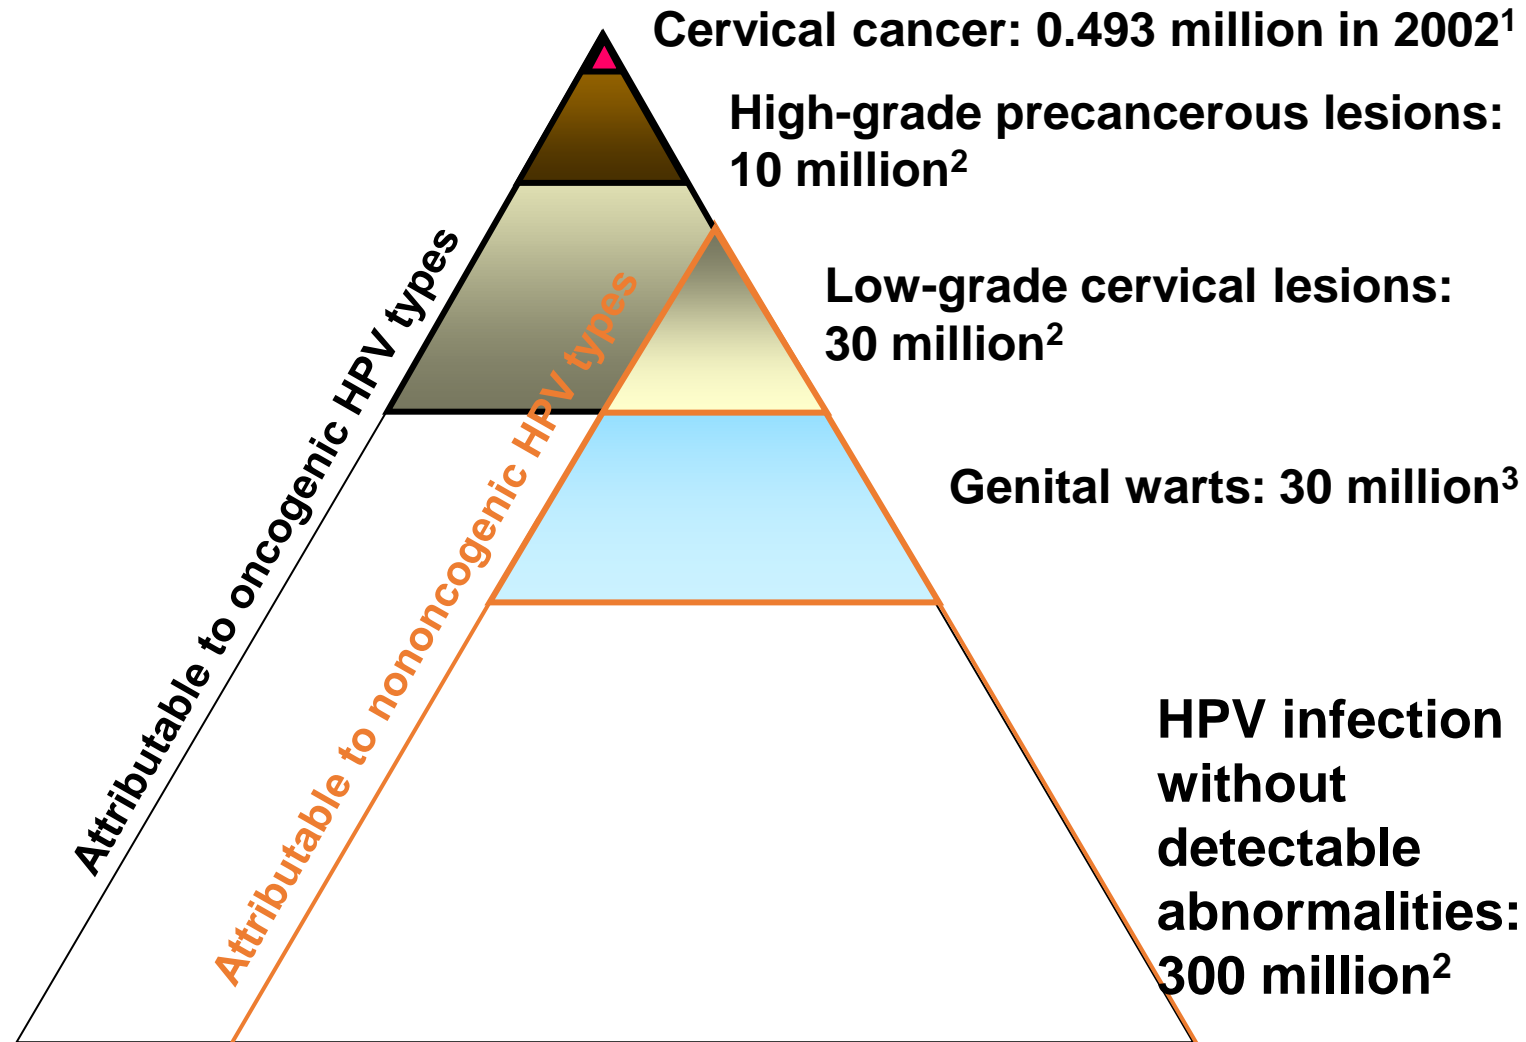 Cervical cancer: 0.493 million in 2002¹
High-grade precancerous lesions:
10 million²
Low-grade cervical lesions:
30 million²
Genital warts: 30 million³
HPV infection
without
detectable
abnormalities:
300 million²
Attributable to oncogenic HPV types
Attributable to nononcogenic HPV types